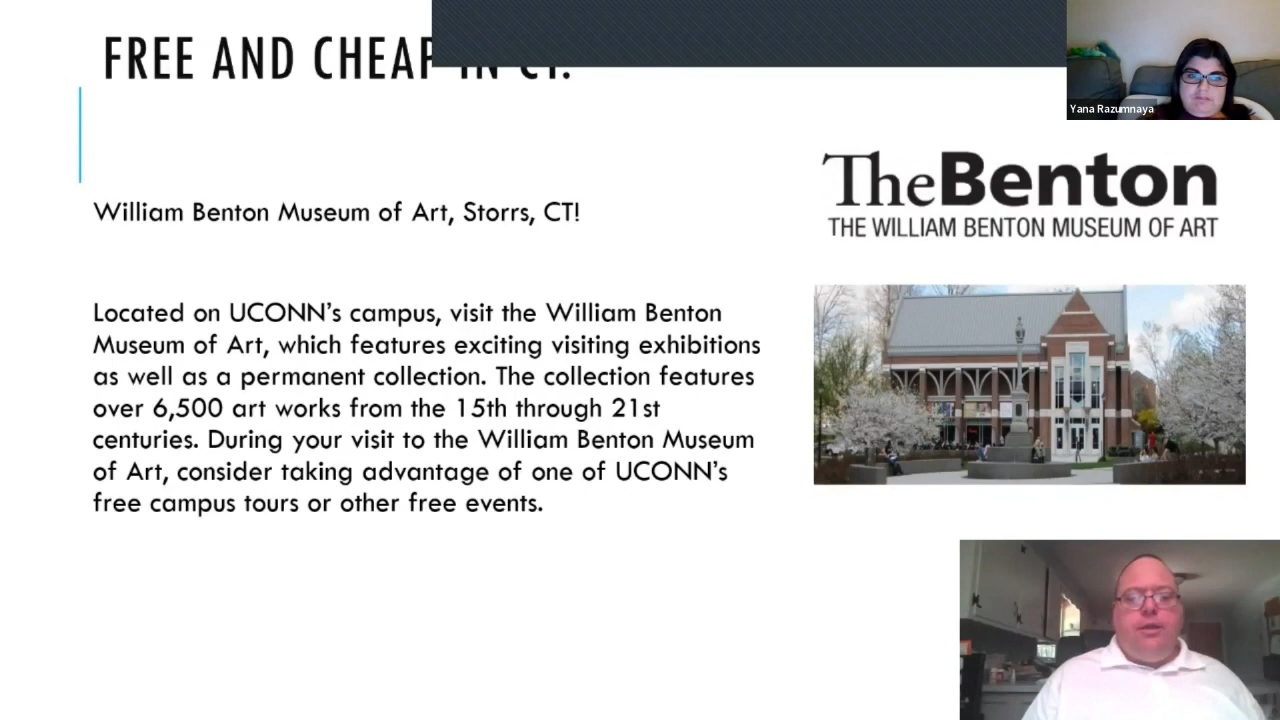 FREE AND CHEAP IN CT!
Yana Razumnaya
TheBenton
THE WILLIAM BENTON MUSEUM OF ART
William Benton Museum of Art, Storrs, CT!
Located on UCONN’s campus, visit the William Benton
Museum of Art, which features exciting visiting exhibitions
as well as a permanent collection. The collection features
over 6,500 art works from the 15th through 21st
centuries. During your visit to the William Benton Museum
of Art, consider taking advantage of one of UCONN’s
free campus tours or other free events.